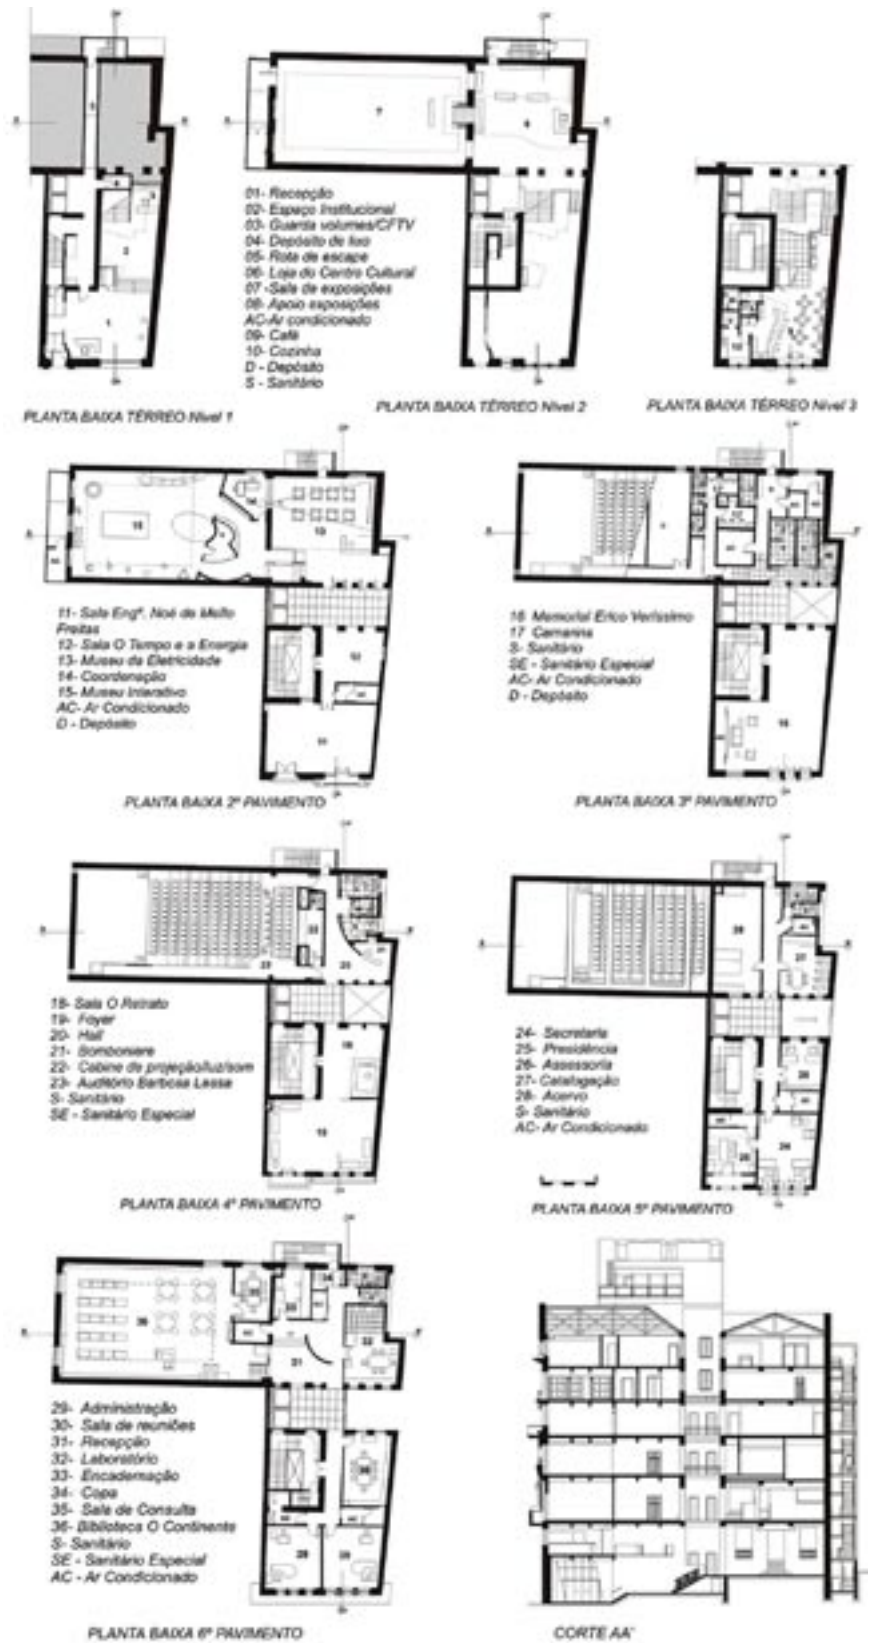 01- Recepção
02- Espaço Institucional
03- Guarda volumes/CFTV
04- Depósito de lixo
05- Rota de escape
06- Loja do Centro Cultural
07 -Sala de exposições
08- Apoio exposições
AC-Ar condicionado
09- Café
10- Cozinha
D - Depósito
S - Sanitário
PLANTA BAIXA TÉRREO Nível 1
PLANTA BAIXA TÉRREO Nível 2
PLANTA BAIXA TÉRREO Nível 3
11- Sala Engº. Noé de Mello
Freitas
12- Sala O Tempo e a Energia
13- Museu da Eletricidade
14- Coordenação
15- Museu Interativo
AC- Ar Condicionado
D - Depósito
PLANTA BAIXA 2º PAVIMENTO
16 Memorial Erico Verissimo
17 Camarins
S- Sanitário
SE - Sanitário Especial
AC- Ar Condicionado
D - Depósito
PLANTA BAIXA 3º PAVIMENTO
18- Sala O Retrato
19- Foyer
20- Hall
21- Bomboniere
22- Cabine de projeção/luz/som
23- Auditório Barbosa Lessa
S- Sanitário
SE - Sanitário Especial
PLANTA BAIXA 4º PAVIMENTO
24- Secretaria
25- Presidência
26- Assessoria
27- Catalogação
28- Acervo
S- Sanitário
AC- Ar Condicionado
PLANTA BAIXA 5º PAVIMENTO
29- Administração
30- Sala de reuniões
31- Recepção
32- Laboratório
33- Encadernação
34- Copa
35- Sala de Consulta
36- Biblioteca O Continente
S- Sanitário
SE - Sanitário Especial
AC - Ar Condicionado
PLANTA BAIXA 6º PAVIMENTO
CORTE AA'